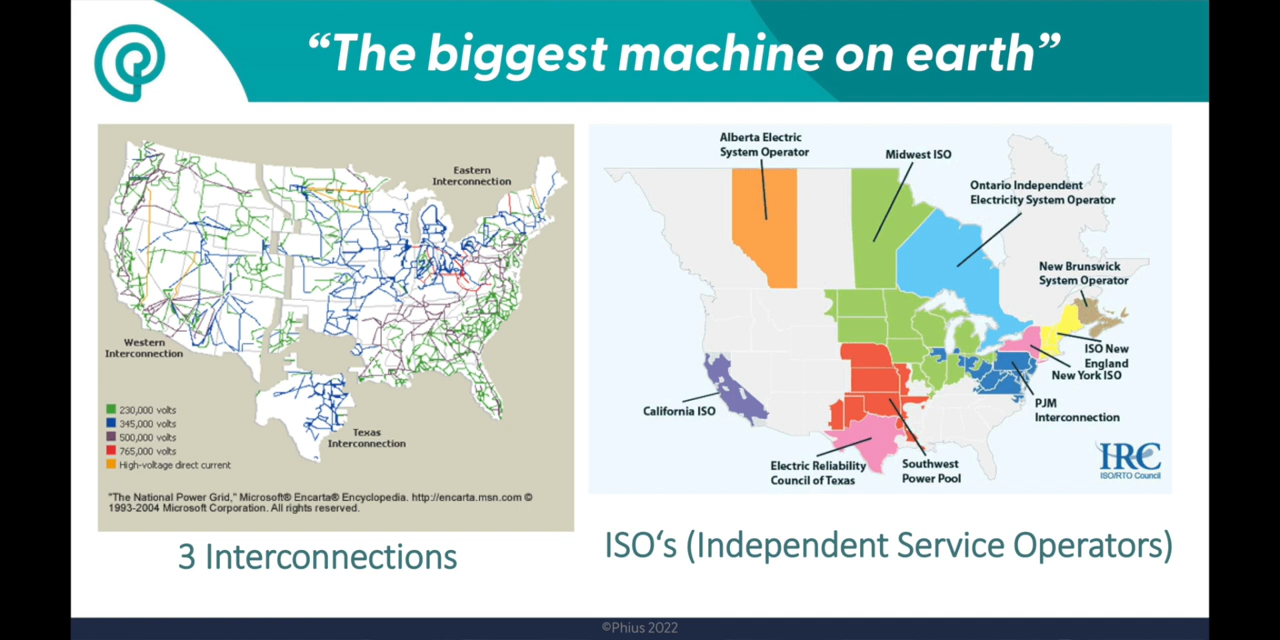 “The biggest machine on earth”
Eastern
Interconnection
Western
Interconnection
Texas
Interconnection
230,000 volts
345,000 volts
500,000 volts
765,000 volts
High-voltage direct current
"The National Power Grid," Microsoft® Encarta® Encyclopedia. http://encarta.msn.com ©
1993-2004 Microsoft Corporation. All rights reserved.
3 Interconnections
Alberta Electric
System Operator
Midwest ISO
Ontario Independent
Electricity System Operator
New Brunswick
System Operator
ISO New
England
New York ISO
PJM
Interconnection
California ISO
Electric Reliability
Council of Texas
Southwest
Power Pool
IRC
ISO/RTO Council
ISO‘s (Independent Service Operators)
©Phius 2022